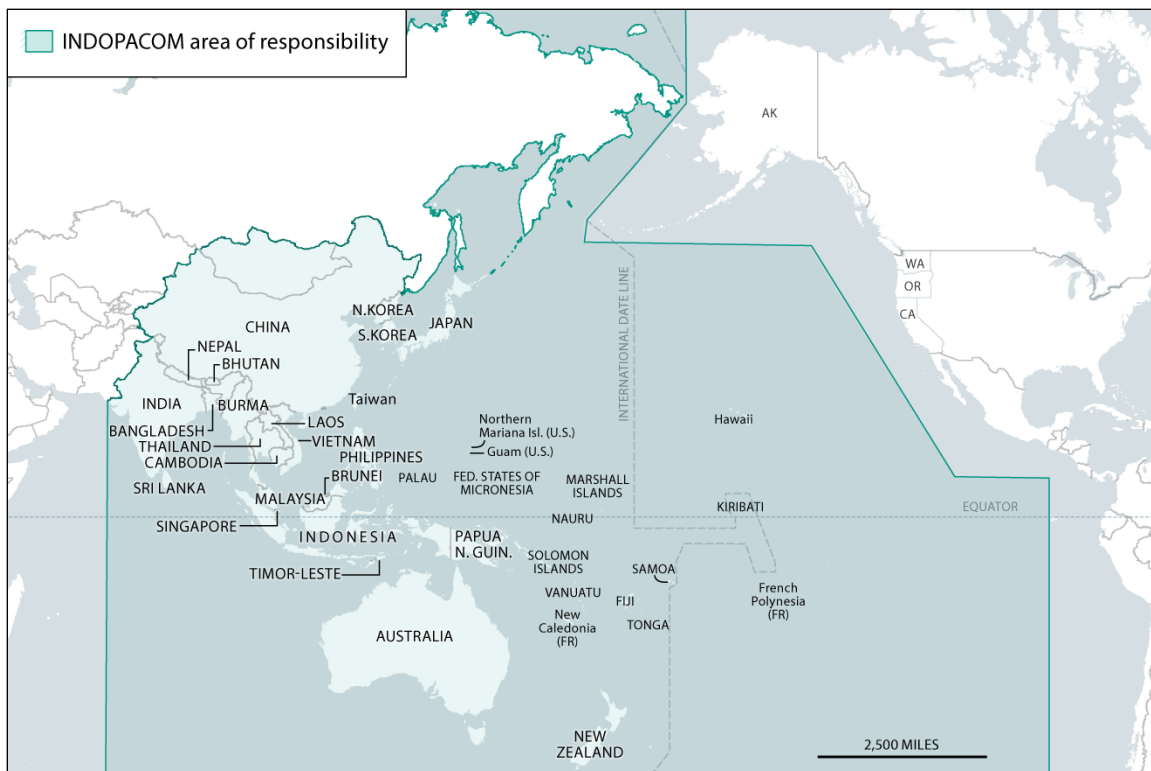 INDOPACOM area of responsibility
AK
WA
OR
CA
INTERNATIONAL DATE LINE
N.KOREA
S.KOREA
JAPAN
CHINA
NEPAL
BHUTAN
INDIA
BURMA
Taiwan
BANGLADESH
LAOS
THAILAND
VIETNAM
CAMBODIA
PHILIPPINES
BRUNEI
Northern
Mariana Isl. (U.S.)
Guam (U.S.)
Hawaii
SRI LANKA
MALAYSIA
PALAU
FED. STATES OF
MICRONESIA
MARSHALL
ISLANDS
KIRIBATI
EQUATOR
SINGAPORE
NAURU
INDONESIA
PAPUA
N. GUIN.
SOLOMON
ISLANDS
TIMOR-LESTE
SAMOA
VANUATU
FIJI
French
Polynesia
(FR)
New
Caledonia
(FR)
TONGA
AUSTRALIA
NEW
ZEALAND
2,500 MILES